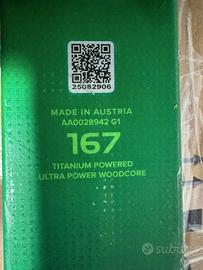 25082906
MADE IN AUSTRIA
AA0028942 G1
167
TITANIUM POWERED
ULTRA POWER WOODCORE
subito